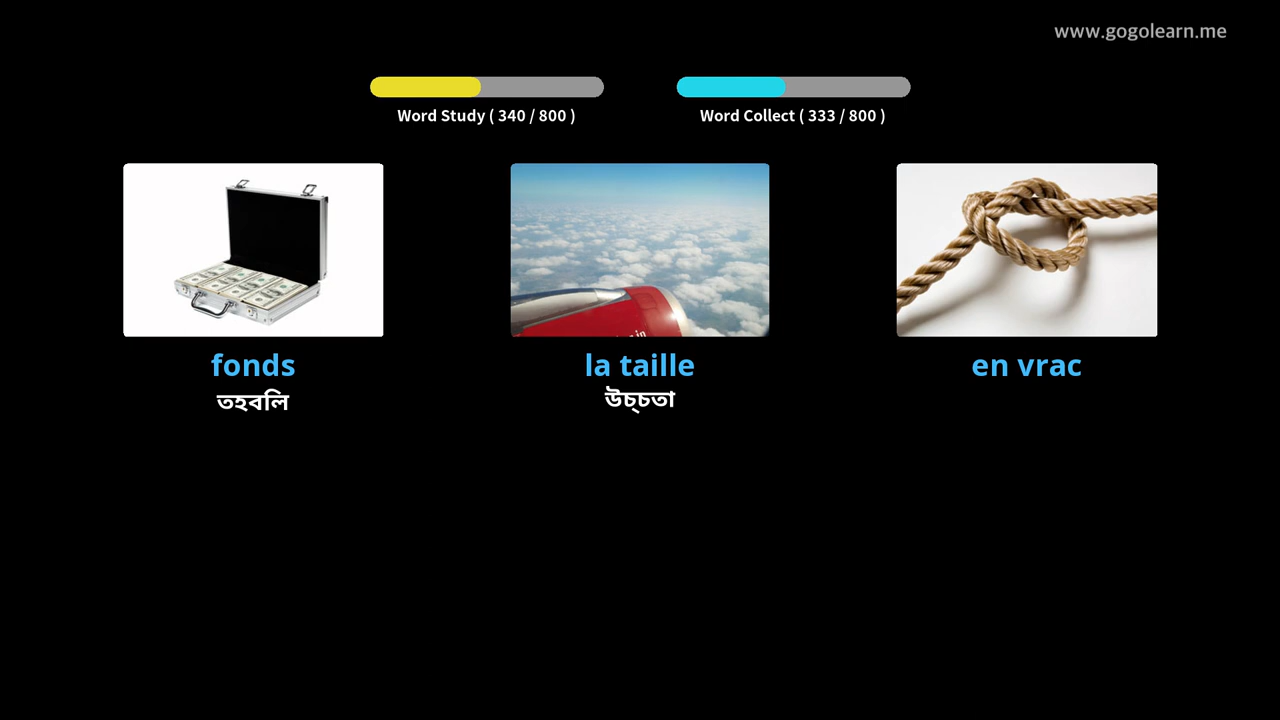 www.gogolearn.me
Word Study ( 340 / 800 )
Word Collect ( 333 / 800 )
fonds
la taille
en vrac
তহবিল
উচ্চতা